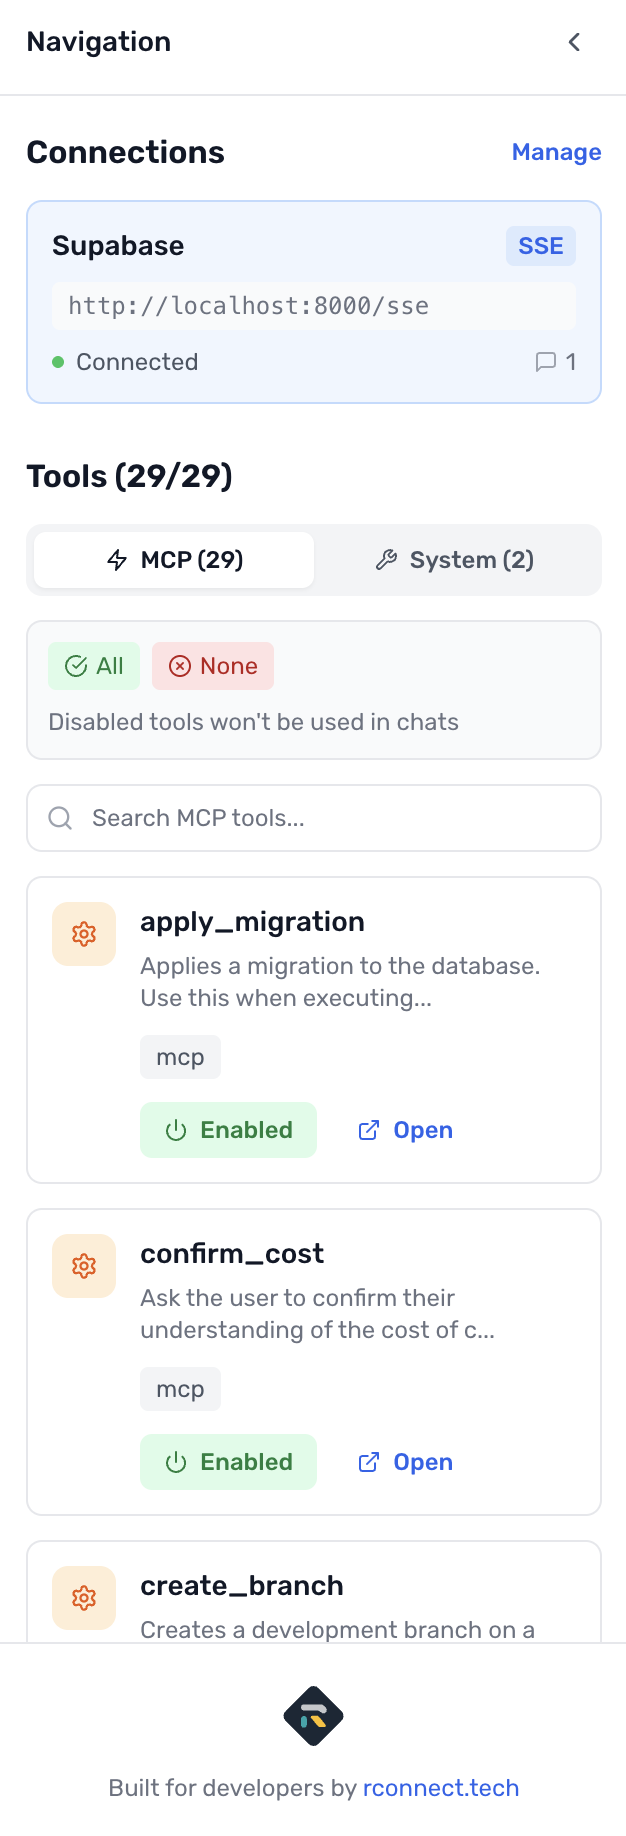 Navigation
Connections
Manage
Supabase
SSE
http://localhost:8000/sse
Connected
1
Tools (29/29)
MCP (29)
System (2)
All
None
Disabled tools won't be used in chats
Search MCP tools...
apply_migration
Applies a migration to the database.
Use this when executing...
mcp
Enabled
Open
confirm_cost
Ask the user to confirm their
understanding of the cost of c...
mcp
Enabled
Open
create_branch
Creates a development branch on a
Built for developers by rconnect.tech